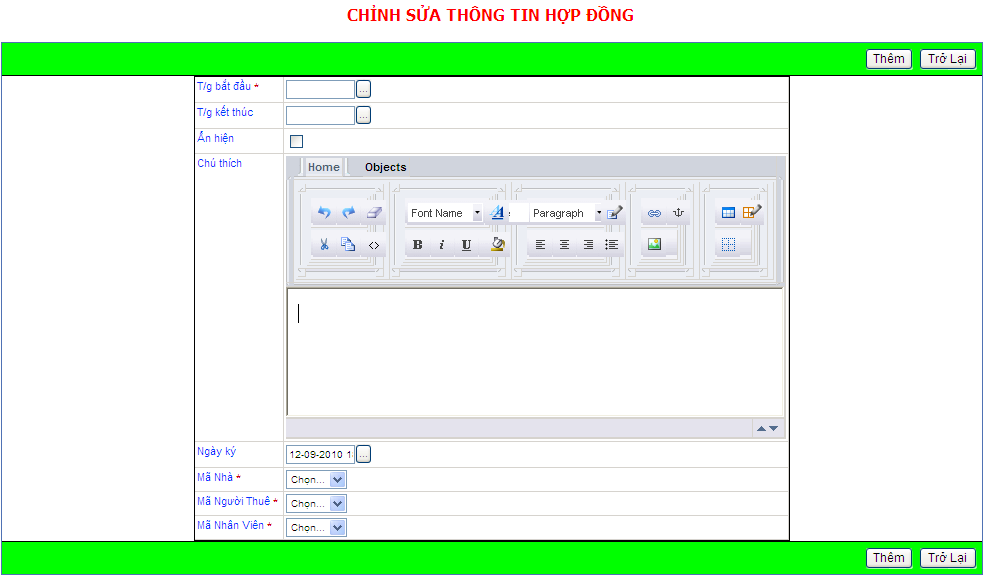 CHỈNH SỬA THÔNG TIN HỢP ĐỒNG
Thêm Trở Lại
T/g bắt đầu * ...
T/g kết thúc ...
Ẩn hiện
Chú thích
Home Objects
Font Name A Paragraph
<> B i U
Ngày ký 12-09-2010 ...
Mã Nhà * Chọn...
Mã Người Thuê * Chọn...
Mã Nhân Viên * Chọn...
Thêm Trở Lại